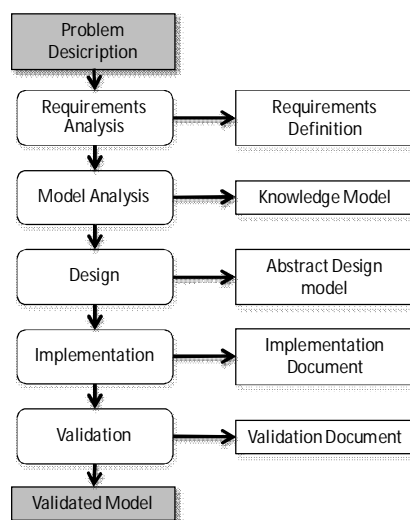 Problem
Desicription
Requirements
Analysis
Requirements
Definition
Model Analysis
Knowledge Model
Design
Abstract Design
model
Implementation
Implementation
Document
Validation
Validation Document
Validated Model